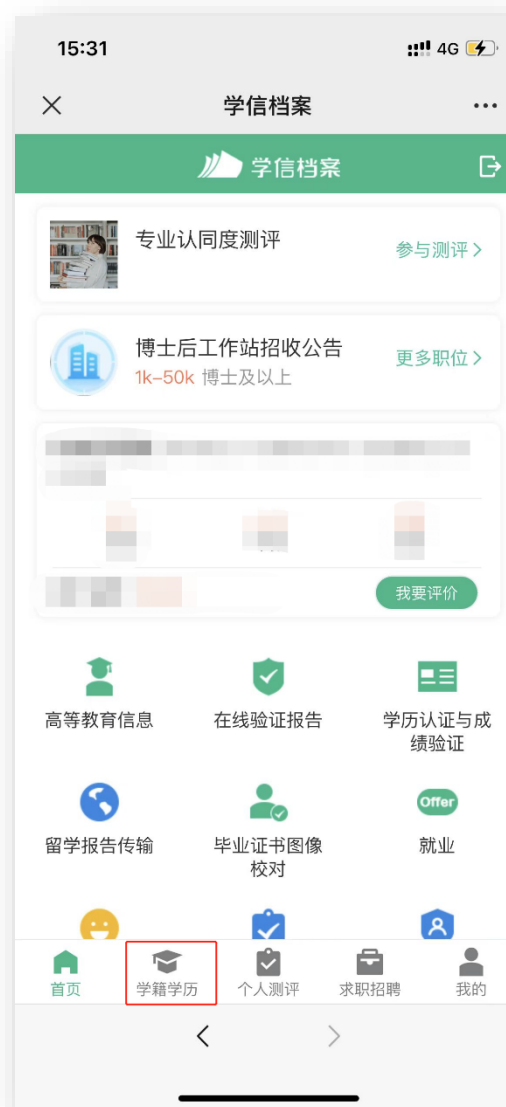 15:31
4G
学信档案
学信档案
专业认同度测评
参与测评
博士后工作站招收公告
更多职位
1k-50k 博士及以上
我要评价
高等教育信息
在线验证报告
学历认证与成
绩验证
Offer
留学报告传输
毕业证书图像
校对
就业
首页
学籍学历
个人测评
求职招聘
我的